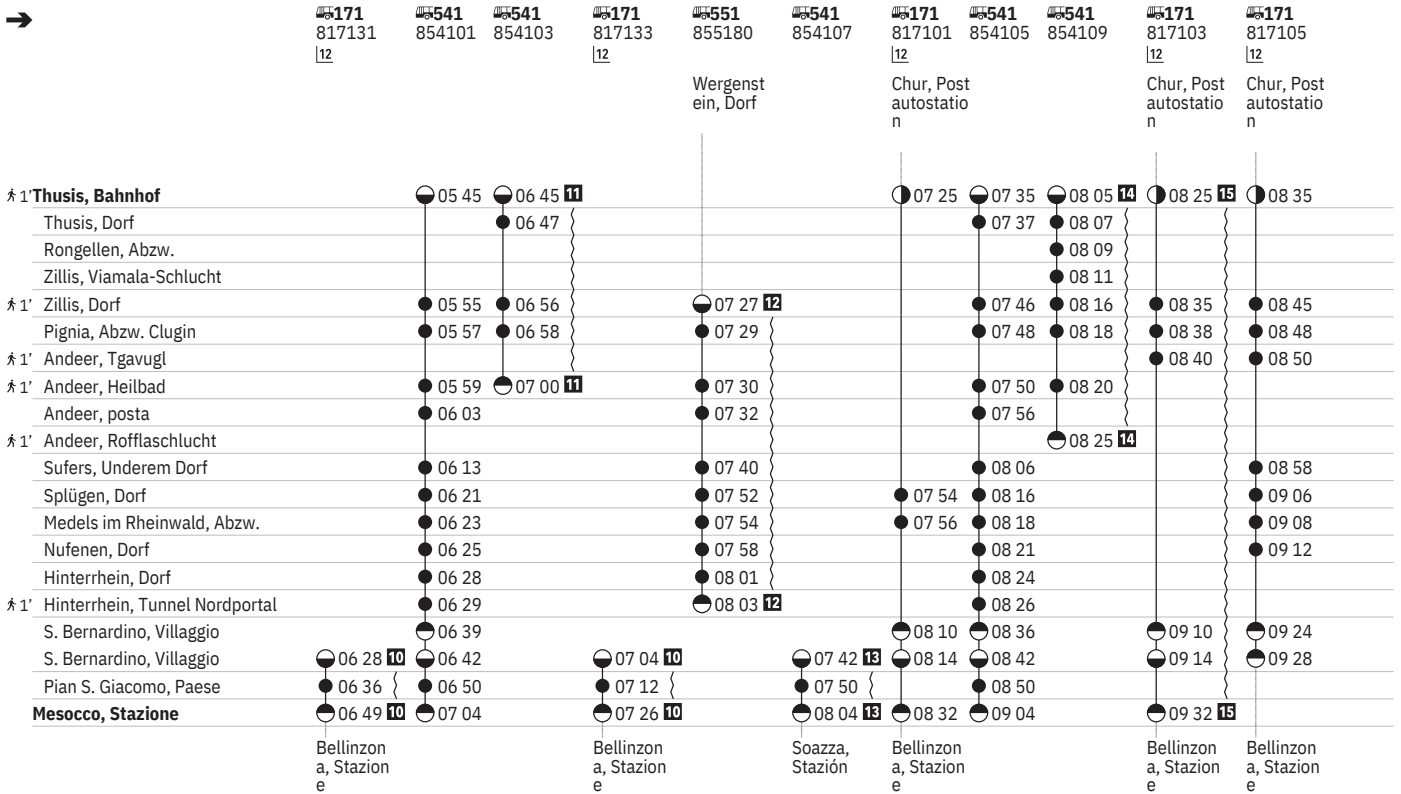 171 541 541 171 551 541 171 541 541 171 171
817131 854101 854103 817133 855180 854107 817101 854105 854109 817103 817105
12 12 12 12 12
Wergenst Chur, Post Chur, Post Chur, Post
ein, Dorf autostatio autostatio autostatio
n n n
1' Thusis, Bahnhof 05 45 06 45 11 07 25 07 35 08 05 14 08 25 15 08 35
Thusis, Dorf 06 47 07 37 08 07
Rongellen, Abzw. 08 09
Zillis, Viamala-Schlucht 08 11
1' Zillis, Dorf 05 55 06 56 07 27 12 07 46 08 16 08 35 08 45
Pignia, Abzw. Clugin 05 57 06 58 07 29 07 48 08 18 08 38 08 48
1' Andeer, Tgavugl 08 40 08 50
1' Andeer, Heilbad 05 59 07 00 11 07 30 07 50 08 20
Andeer, posta 06 03 07 32 07 56
1' Andeer, Rofflaschlucht 08 25 14
Sufers, Underem Dorf 06 13 07 40 08 06 08 58
Splügen, Dorf 06 21 07 52 07 54 08 16 09 06
Medels im Rheinwald, Abzw. 06 23 07 54 07 56 08 18 09 08
Nufenen, Dorf 06 25 07 58 08 21 09 12
Hinterrhein, Dorf 06 28 08 01 08 24
1' Hinterrhein, Tunnel Nordportal 06 29 08 03 12 08 26
S. Bernardino, Villaggio 06 39 08 10 08 36 09 10 09 24
S. Bernardino, Villaggio 06 28 10 06 42 07 04 10 07 42 13 08 14 08 42 09 14 09 28
Pian S. Giacomo, Paese 06 36 06 50 07 12 07 50 08 50
Mesocco, Stazione 06 49 10 07 04 07 26 10 08 04 13 08 32 09 04 09 32 15
Bellinzon Bellinzon Soazza, Bellinzon Bellinzon Bellinzon
a, Stazion a, Stazion Stazión a, Stazion a, Stazion a, Stazion
e e e e e